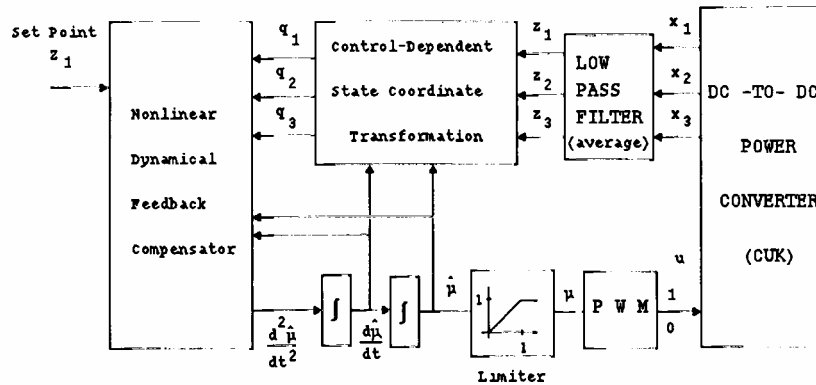 Set Point
z1
Nonlinear
Dynamical
Feedback
Compensator
q1
q2
q3
Control-Dependent
State Coordinate
Transformation
z1
z2
z3
LOW
PASS
FILTER
(average)
x1
x2
x3
DC -TO- DC
POWER
CONVERTER
(CUK)
d²μ̂
dt²
∫
dμ̂
dt
∫
μ̂
1
1
Limiter
μ
P W M
u
1
0